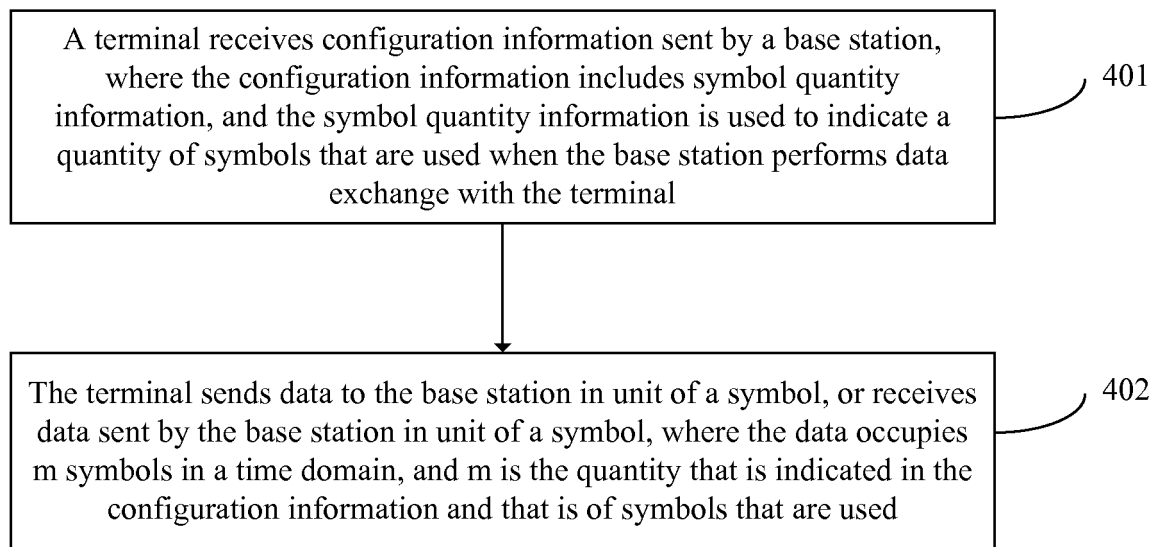 A terminal receives configuration information sent by a base station,
where the configuration information includes symbol quantity
information, and the symbol quantity information is used to indicate a
quantity of symbols that are used when the base station performs data
exchange with the terminal
401
The terminal sends data to the base station in unit of a symbol, or receives
data sent by the base station in unit of a symbol, where the data occupies
m symbols in a time domain, and m is the quantity that is indicated in the
configuration information and that is of symbols that are used
402